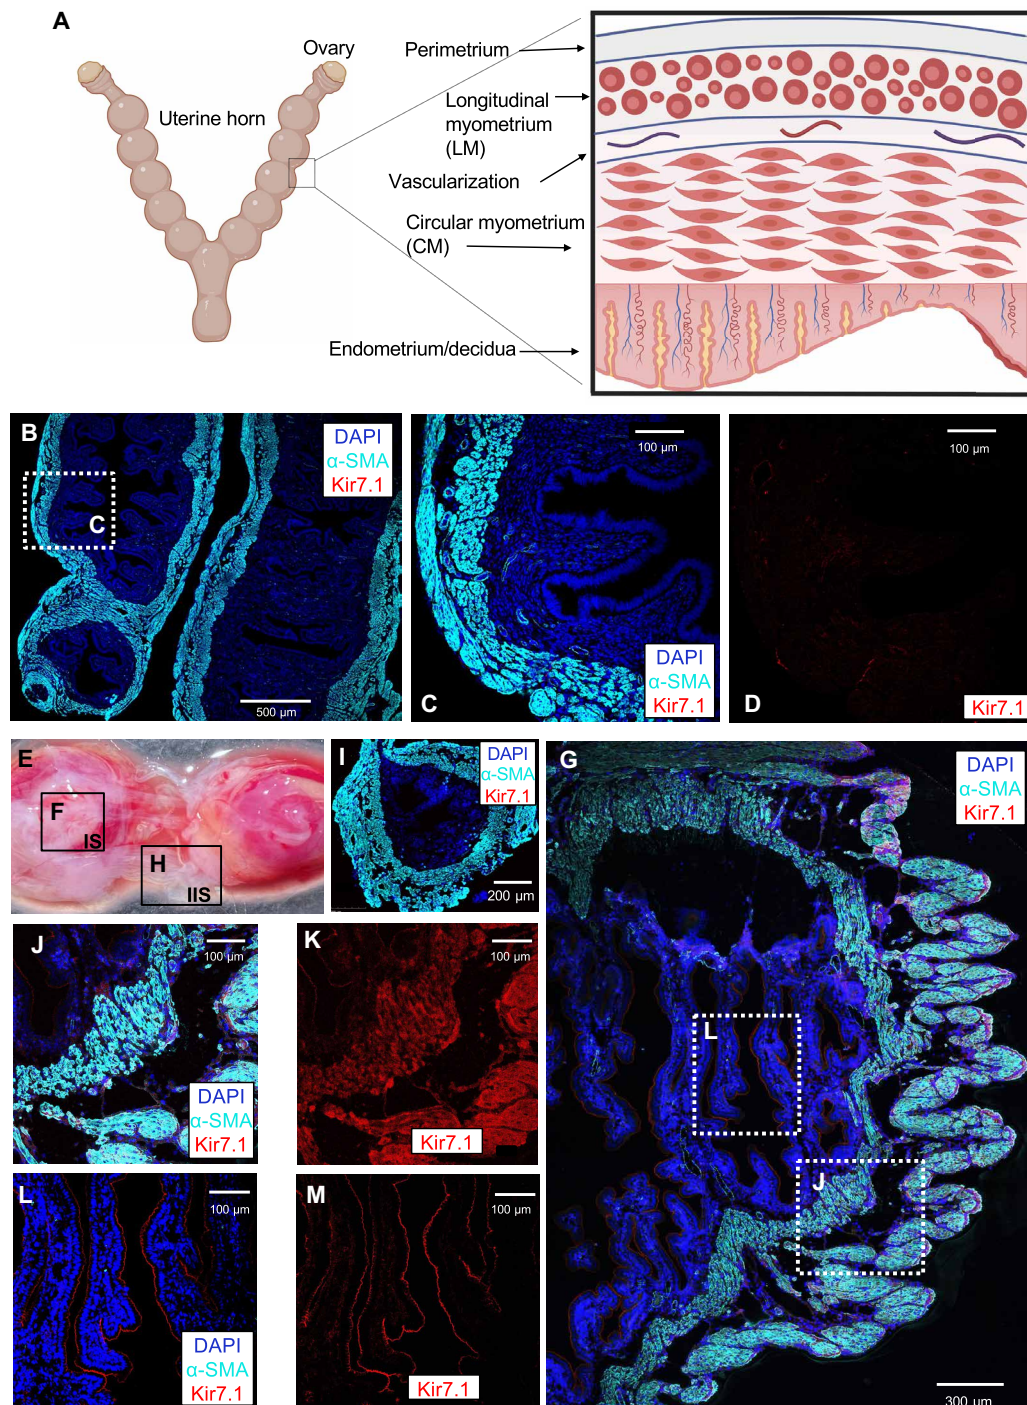 A
Ovary
Uterine horn
Perimetrium
Longitudinal
myometrium
(LM)
Vascularization
Circular myometrium
(CM)
Endometrium/decidua
B
DAPI
α-SMA
Kir7.1
C
500 µm
100 µm
C
DAPI
α-SMA
Kir7.1
100 µm
D
Kir7.1
E
F
IS
H
IIS
I
DAPI
α-SMA
Kir7.1
200 µm
G
DAPI
α-SMA
Kir7.1
L
J
300 µm
J
100 µm
DAPI
α-SMA
Kir7.1
K
100 µm
Kir7.1
L
100 µm
DAPI
α-SMA
Kir7.1
M
100 µm
Kir7.1